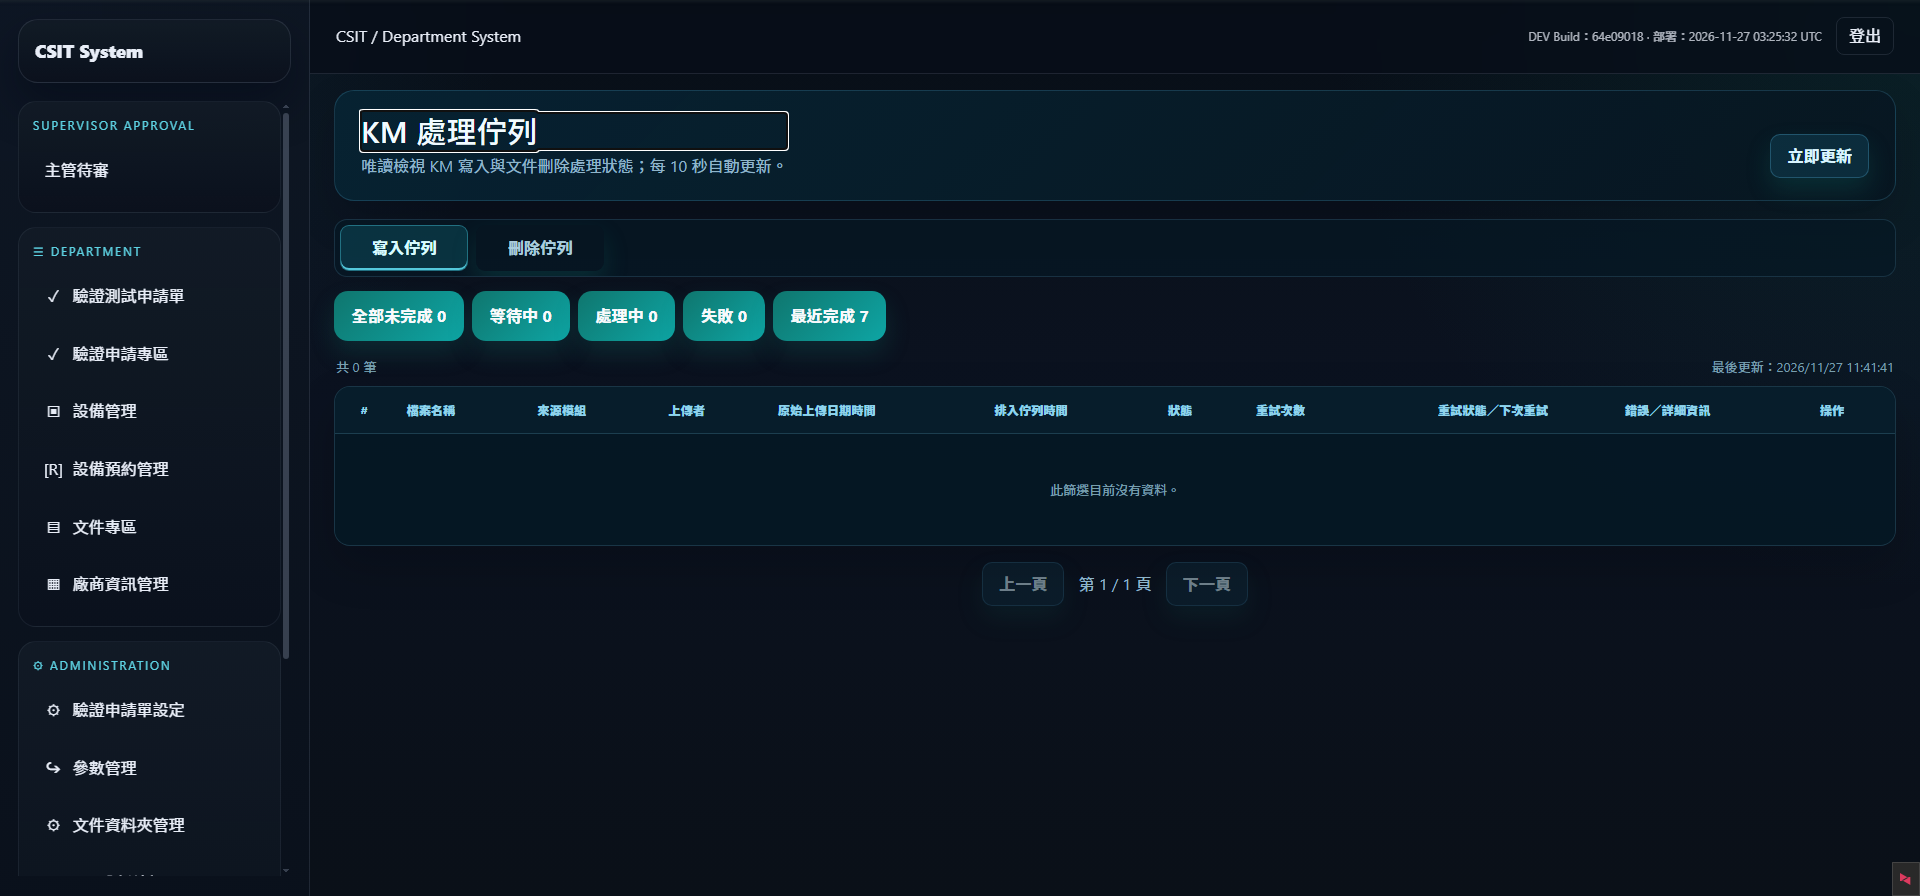 CSIT System
SUPERVISOR APPROVAL
主管待審
☰ DEPARTMENT
✓ 驗證測試申請單
✓ 驗證申請專區
▣ 設備管理
[R] 設備預約管理
▤ 文件專區
▦ 廠商資訊管理
⚙ ADMINISTRATION
⚙ 驗證申請單設定
↪ 參數管理
⚙ 文件資料夾管理
CSIT / Department System
DEV Build：64e09018 · 部署：2026-11-27 03:25:32 UTC
登出
KM 處理佇列
唯讀檢視 KM 寫入與文件刪除處理狀態；每 10 秒自動更新。
立即更新
寫入佇列 刪除佇列
全部未完成 0 等待中 0 處理中 0 失敗 0 最近完成 7
共 0 筆
最後更新：2026/11/27 11:41:41
# 檔案名稱 來源模組 上傳者 原始上傳日期時間 排入佇列時間 狀態 重試次數 重試狀態／下次重試 錯誤／詳細資訊 操作
此篩選目前沒有資料。
上一頁 第 1 / 1 頁 下一頁